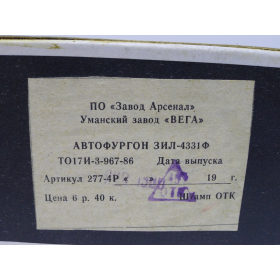 ПО «Завод Арсенал»
Уманский завод «ВЕГА»
АВТОФУРГОН ЗИЛ-4331Ф
ТО17И-3-967-86 Дата выпуска
Артикул 277-4Р « » 19 г.
Цена 6 р. 40 к. Штамп ОТК